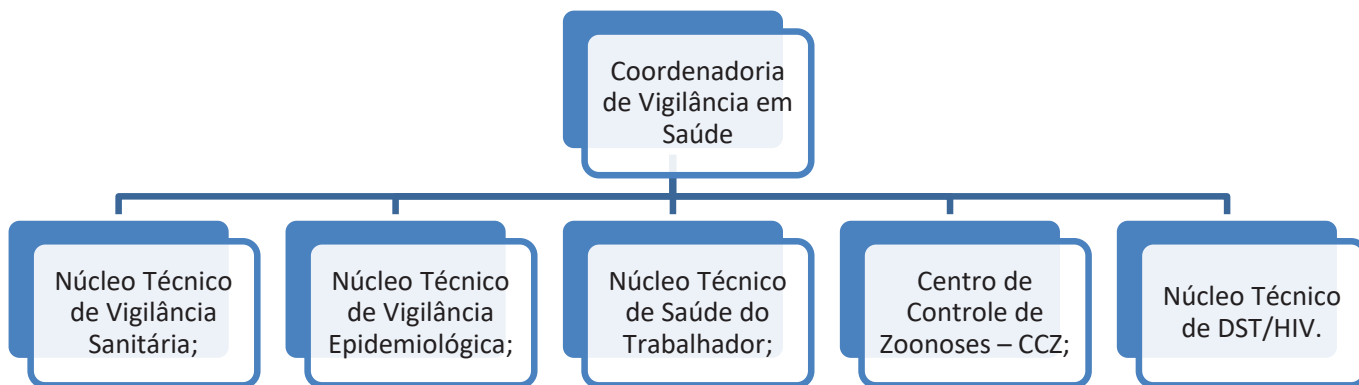 Coordenadoria
de Vigilância em
Saúde
Núcleo Técnico
de Vigilância
Sanitária;
Núcleo Técnico
de Vigilância
Epidemiológica;
Núcleo Técnico
de Saúde do
Trabalhador;
Centro de
Controle de
Zoonoses – CCZ;
Núcleo Técnico
de DST/HIV.